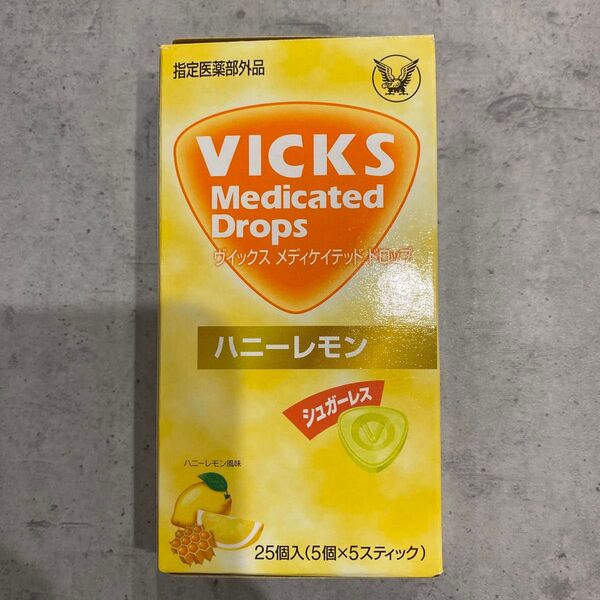 指定医薬部外品
VICKS
Medicated
Drops
ヴイックス メディケイテッド ドロップ
ハニーレモン
シュガーレス
V
ハニーレモン風味
25個入(5個×5スティック)